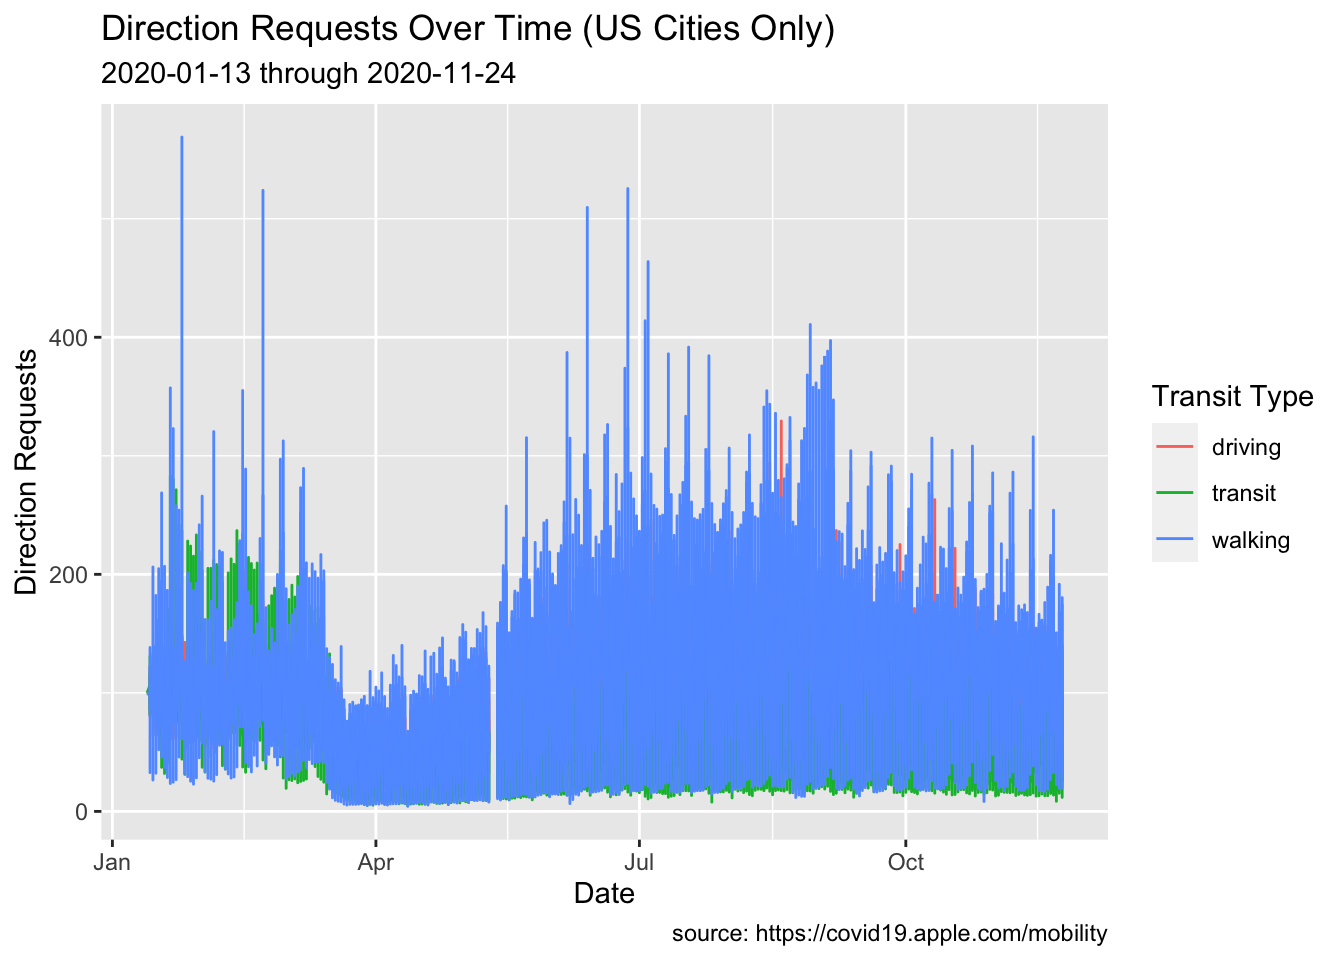 Direction Requests Over Time (US Cities Only)
2020-01-13 through 2020-11-24
Direction Requests
400
200
0
Jan
Apr
Jul
Oct
Date
Transit Type
driving
transit
walking
source: https://covid19.apple.com/mobility